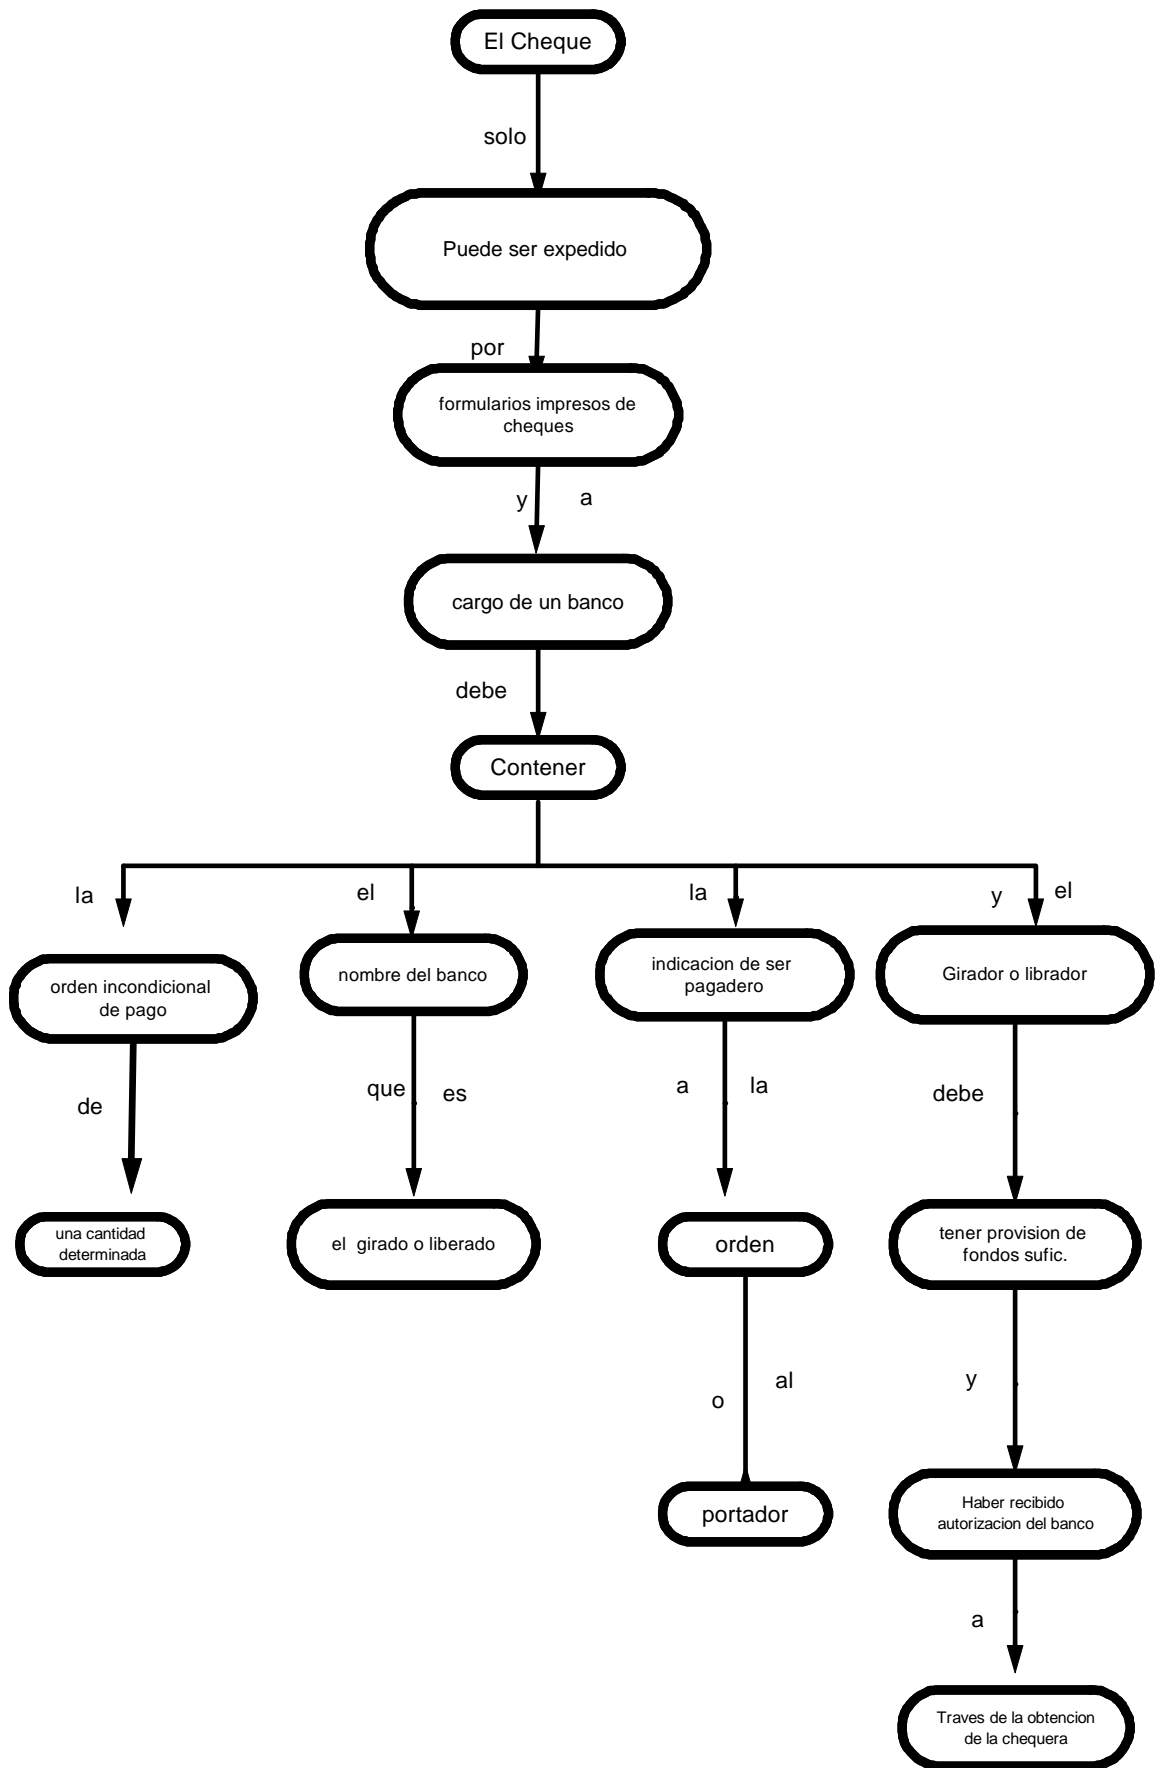 El Cheque
solo
Puede ser expedido
por
formularios impresos de
cheques
y a
cargo de un banco
debe
Contener
la
el
la
y el
orden incondicional
de pago
nombre del banco
indicacion de ser
pagadero
Girador o librador
de
que es
a la
debe
una cantidad
determinada
el girado o liberado
orden
tener provision de
fondos sufic.
o al
y
portador
Haber recibido
autorizacion del banco
a
Traves de la obtencion
de la chequera